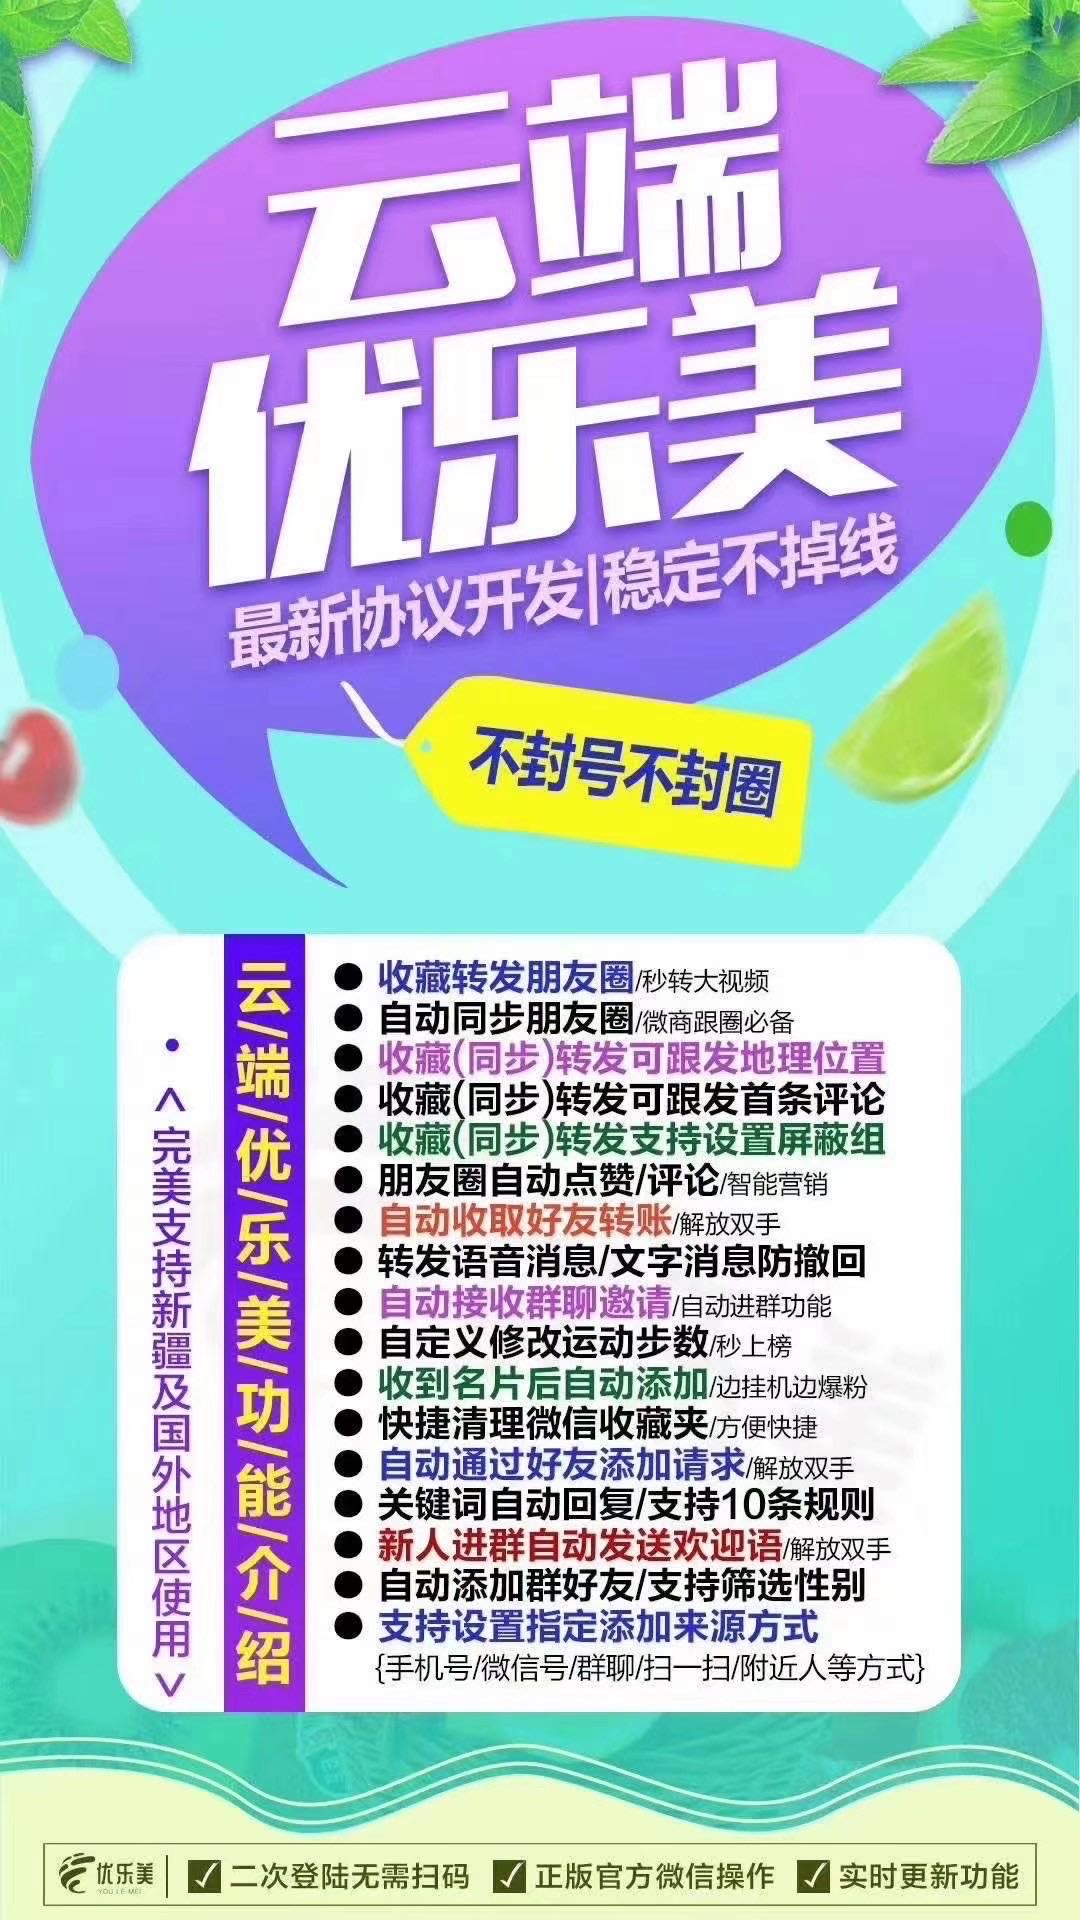 云端
优乐美
最新协议开发|稳定不掉线
不封号不封圈
<完美支持新疆及国外地区使用>
云/端/优/乐/美/功/能/介/绍
● 收藏转发朋友圈/秒转大视频
● 自动同步朋友圈/微商跟圈必备
● 收藏(同步)转发可跟发地理位置
● 收藏(同步)转发可跟发首条评论
● 收藏(同步)转发支持设置屏蔽组
● 朋友圈自动点赞/评论/智能营销
● 自动收取好友转账/解放双手
● 转发语音消息/文字消息防撤回
● 自动接收群聊邀请/自动进群功能
● 自定义修改运动步数/秒上榜
● 收到名片后自动添加/边挂机边爆粉
● 快捷清理微信收藏夹/方便快捷
● 自动通过好友添加请求/解放双手
● 关键词自动回复/支持10条规则
● 新人进群自动发送欢迎语/解放双手
● 自动添加群好友/支持筛选性别
● 支持设置指定添加来源方式
{手机号/微信号/群聊/扫一扫/附近人等方式}
优乐美
YOU LE MEI
二次登陆无需扫码
正版官方微信操作
实时更新功能